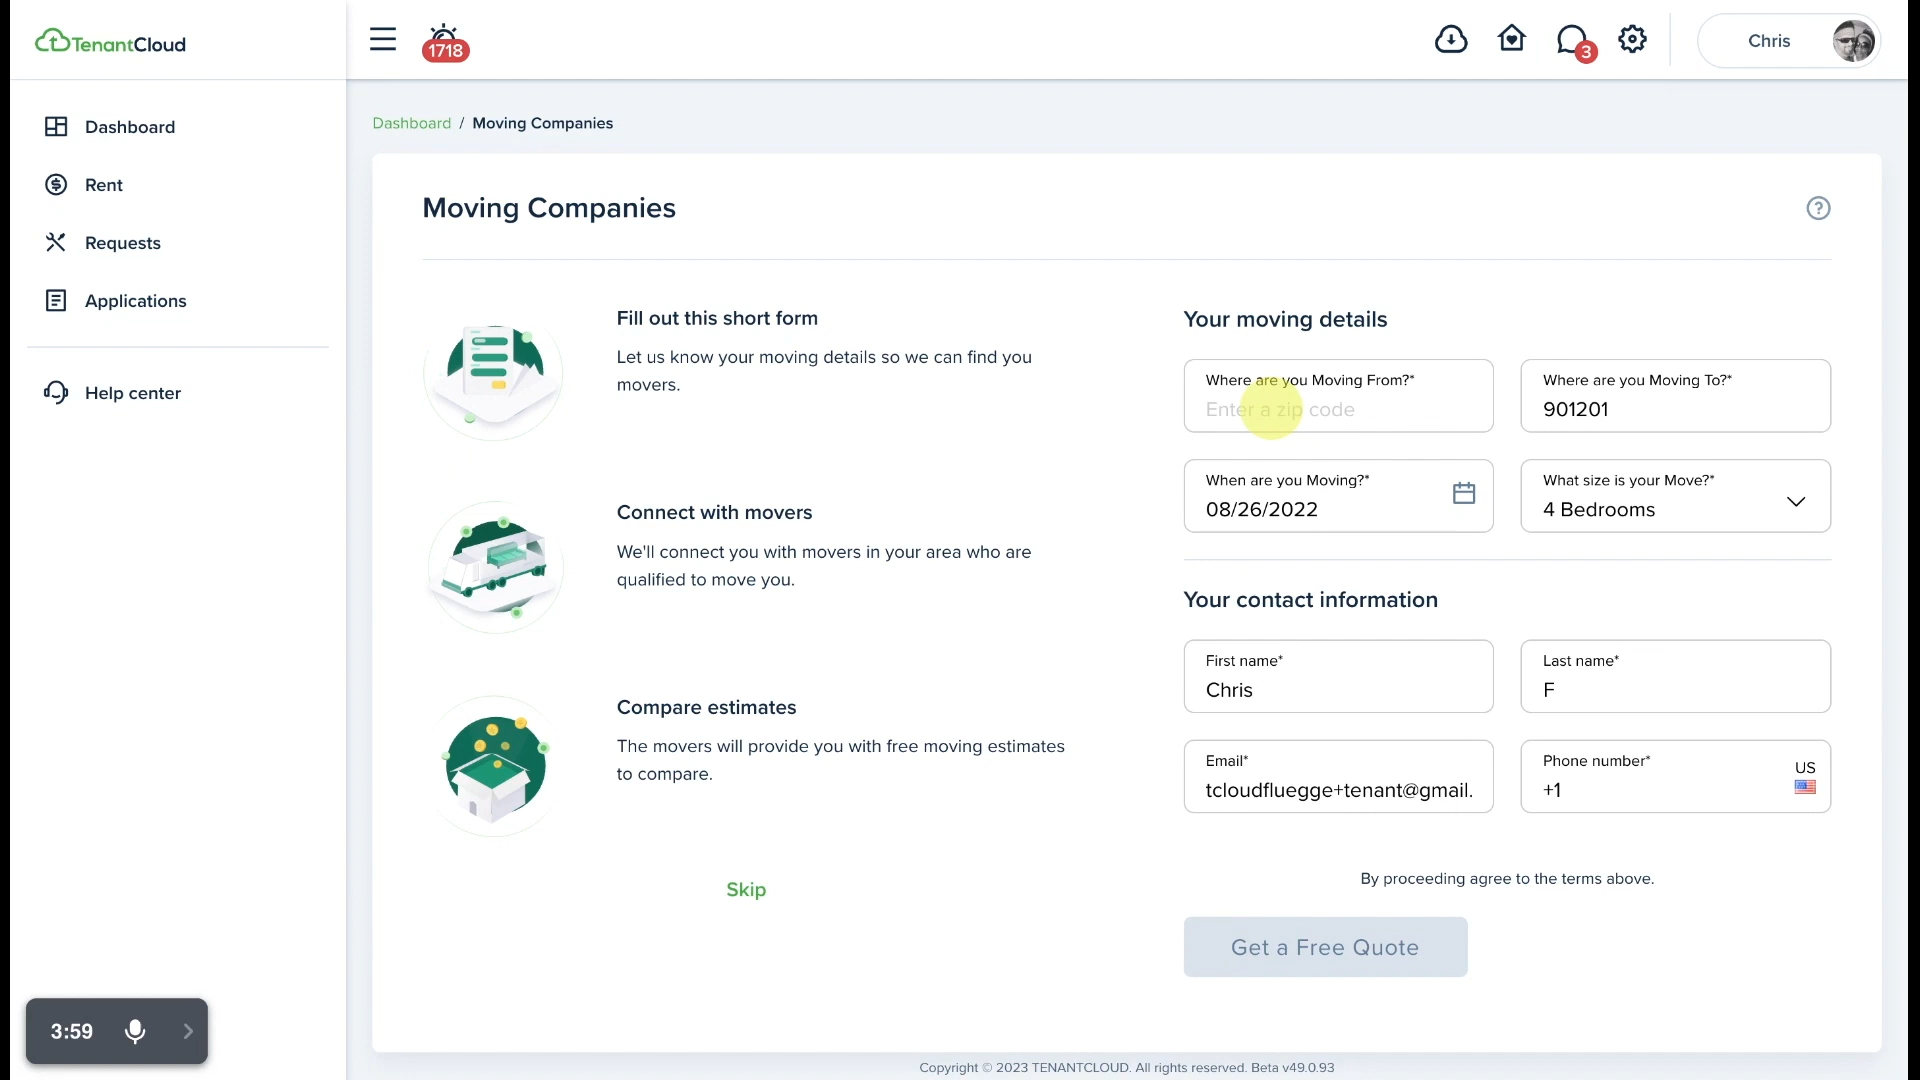 TenantCloud
1718
3
Chris
Dashboard
Rent
Requests
Applications
Help center
Dashboard / Moving Companies
Moving Companies
?
Fill out this short form
Let us know your moving details so we can find you
movers.
Connect with movers
We'll connect you with movers in your area who are
qualified to move you.
Compare estimates
The movers will provide you with free moving estimates
to compare.
Skip
Your moving details
Where are you Moving From?*
Enter a zip code
Where are you Moving To?*
901201
When are you Moving?*
08/26/2022
What size is your Move?*
4 Bedrooms
Your contact information
First name*
Chris
Last name*
F
Email*
tcloudfluegge+tenant@gmail.
Phone number*
+1
US
By proceeding agree to the terms above.
Get a Free Quote
3:59
Copyright © 2023 TENANTCLOUD. All rights reserved. Beta v49.0.93